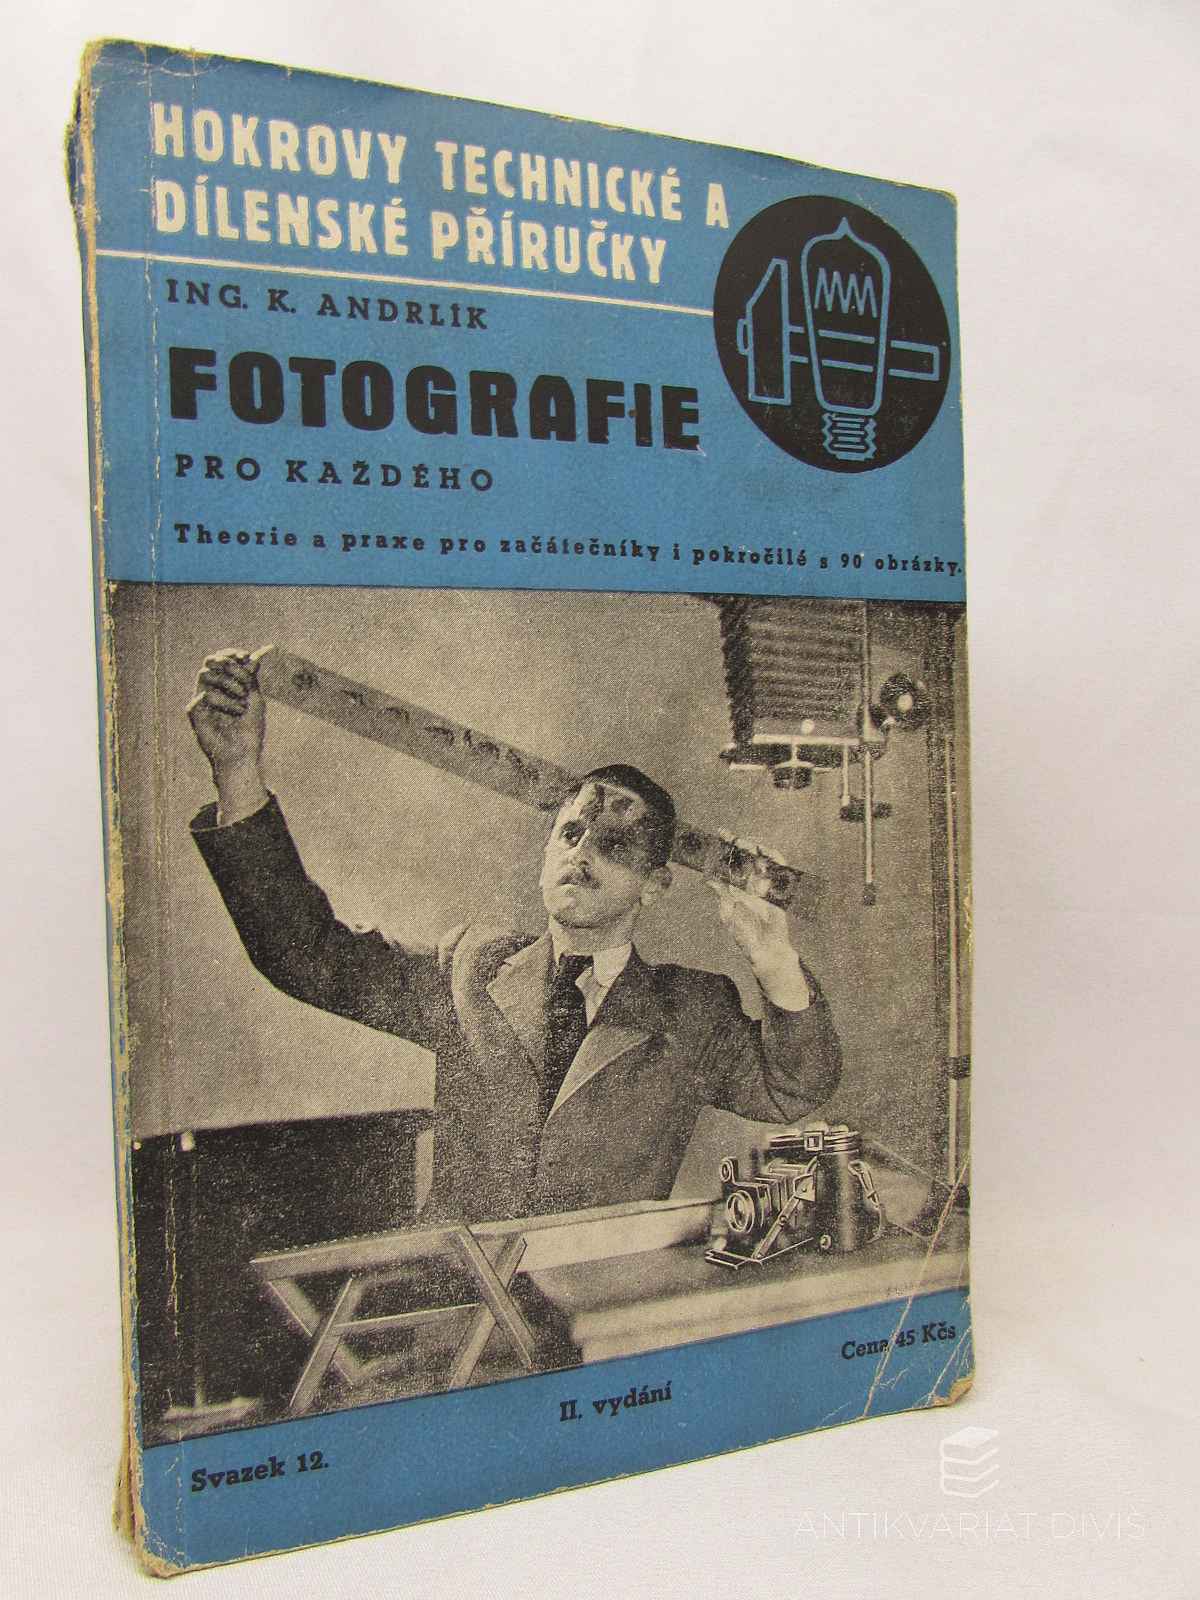 HOKROVY TECHNICKÉ A
DÍLENSKÉ PŘÍRUČKY
ING. K. ANDRLÍK
FOTOGRAFIE
PRO KAŽDÉHO
Theorie a praxe pro začátečníky i pokročilé s 90 obrázky.
Cena 45 Kčs
II. vydání
Svazek 12.
ANTIKVARIAT DIVIŠ